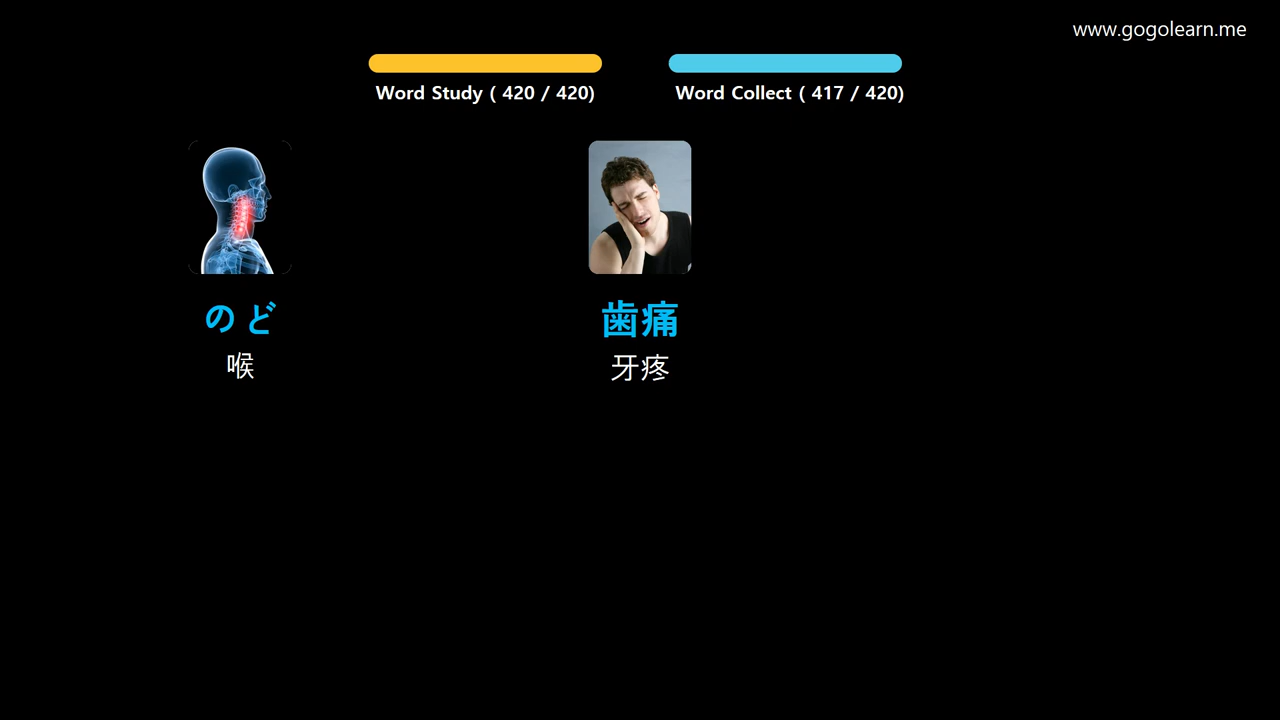 www.gogolearn.me
Word Study ( 420 / 420)
Word Collect ( 417 / 420)
のど
歯痛
喉
牙疼